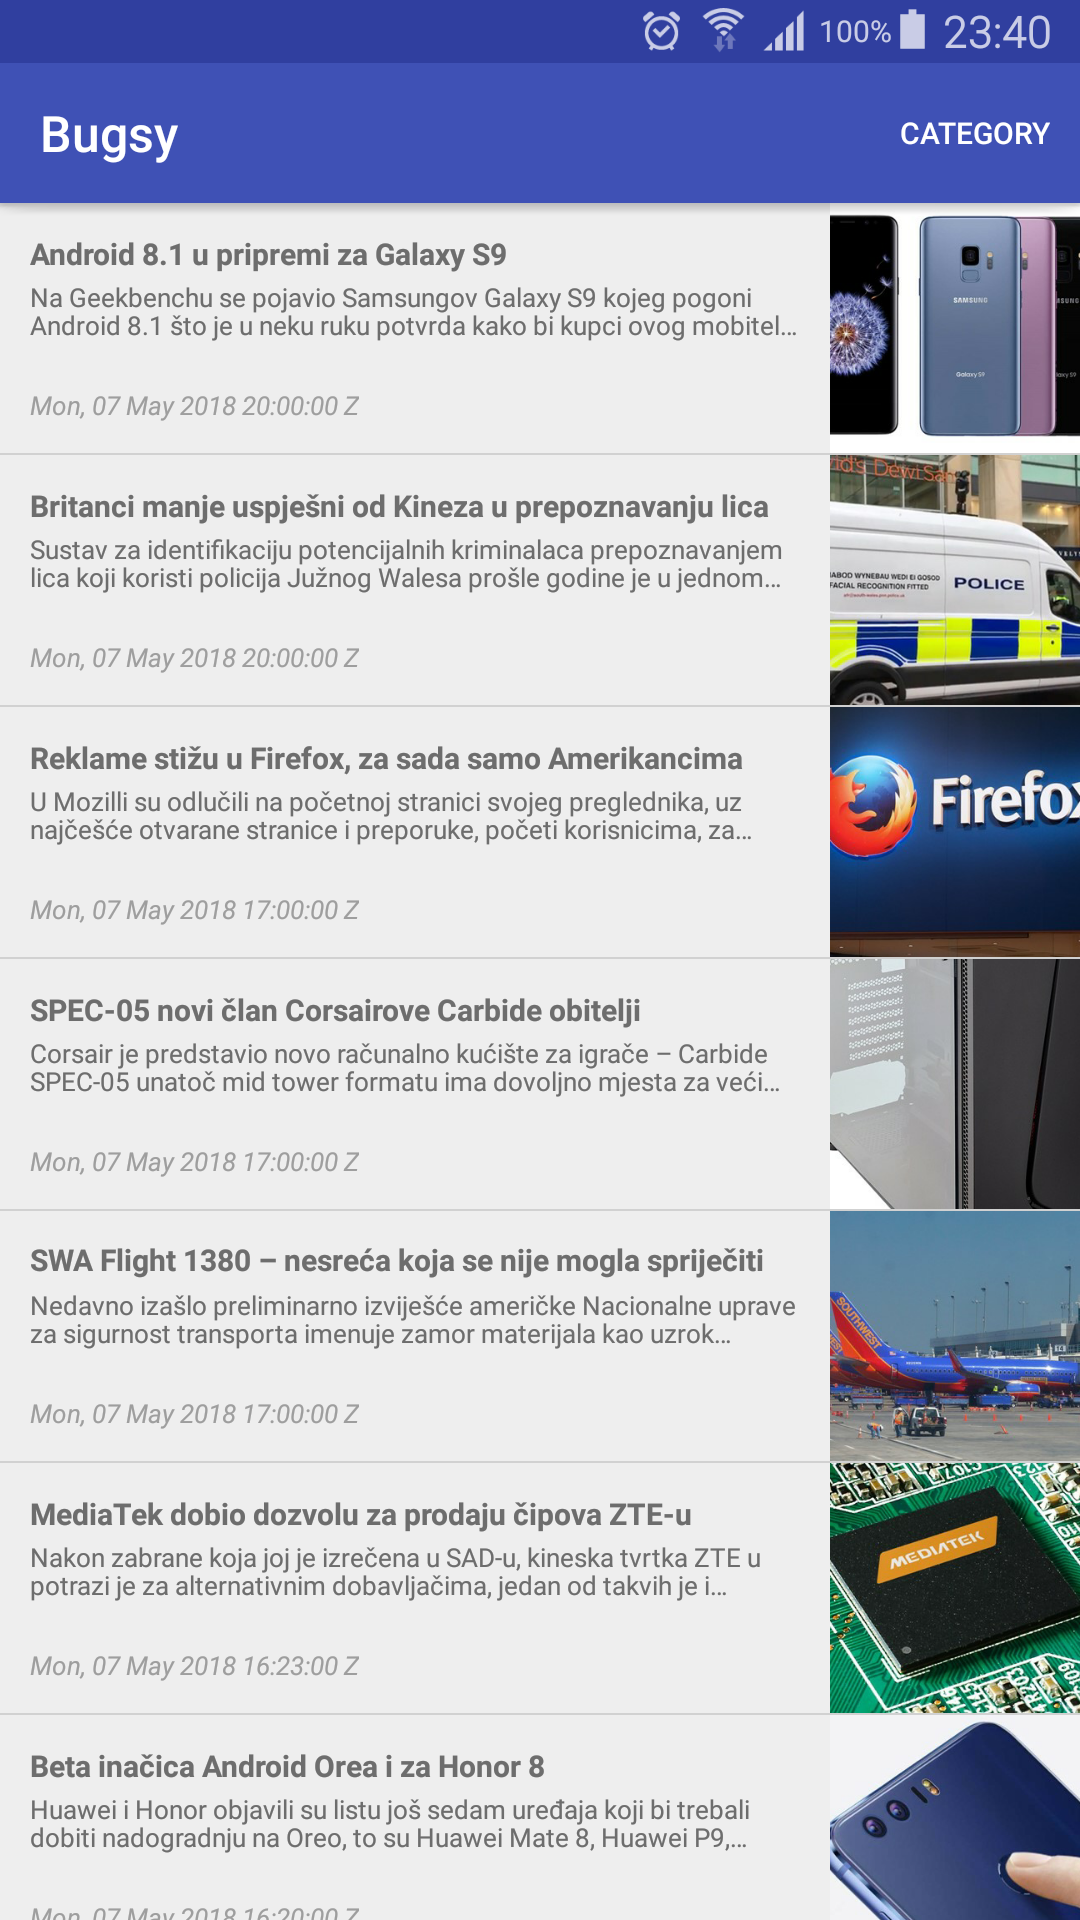 100% 23:40
Bugsy CATEGORY
Android 8.1 u pripremi za Galaxy S9
Na Geekbenchu se pojavio Samsungov Galaxy S9 kojeg pogoni
Android 8.1 što je u neku ruku potvrda kako bi kupci ovog mobitel...
Mon, 07 May 2018 20:00:00 Z
SAMSUNG
Galaxy S9
Britanci manje uspješni od Kineza u prepoznavanju lica
Sustav za identifikaciju potencijalnih kriminalaca prepoznavanjem
lica koji koristi policija Južnog Walesa prošle godine je u jednom...
Mon, 07 May 2018 20:00:00 Z
HABOD WYNEBAU WEDI EI GOSOD
FACIAL RECOGNITION FITTED
POLICE
Reklame stižu u Firefox, za sada samo Amerikancima
U Mozilli su odlučili na početnoj stranici svojeg preglednika, uz
najčešće otvarane stranice i preporuke, početi korisnicima, za...
Mon, 07 May 2018 17:00:00 Z
Firefox
SPEC-05 novi član Corsairove Carbide obitelji
Corsair je predstavio novo računalno kućište za igrače – Carbide
SPEC-05 unatoč mid tower formatu ima dovoljno mjesta za veći...
Mon, 07 May 2018 17:00:00 Z
SWA Flight 1380 – nesreća koja se nije mogla spriječiti
Nedavno izašlo preliminarno izviješće američke Nacionalne uprave
za sigurnost transporta imenuje zamor materijala kao uzrok...
Mon, 07 May 2018 17:00:00 Z
SOUTHWEST
MediaTek dobio dozvolu za prodaju čipova ZTE-u
Nakon zabrane koja joj je izrečena u SAD-u, kineska tvrtka ZTE u
potrazi je za alternativnim dobavljačima, jedan od takvih je i...
Mon, 07 May 2018 16:23:00 Z
MEDIATEK
Beta inačica Android Orea i za Honor 8
Huawei i Honor objavili su listu još sedam uređaja koji bi trebali
dobiti nadogradnju na Oreo, to su Huawei Mate 8, Huawei P9,...
Mon, 07 May 2018 16:20:00 Z